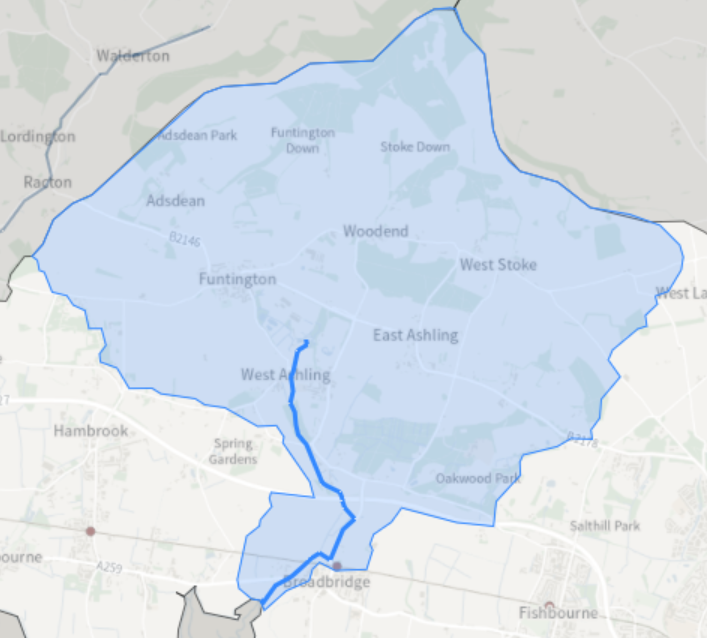 Walderton
Lordington
Adsdean Park
Funtington
Down
Stoke Down
Racton
Adsdean
Woodend
B2146
West Stoke
Funtington
West La
East Ashling
West Ashling
Hambrook
Spring
Gardens
B2178
Oakwood Park
Salthill Park
ourne
A259
Broadbridge
Fishbourne